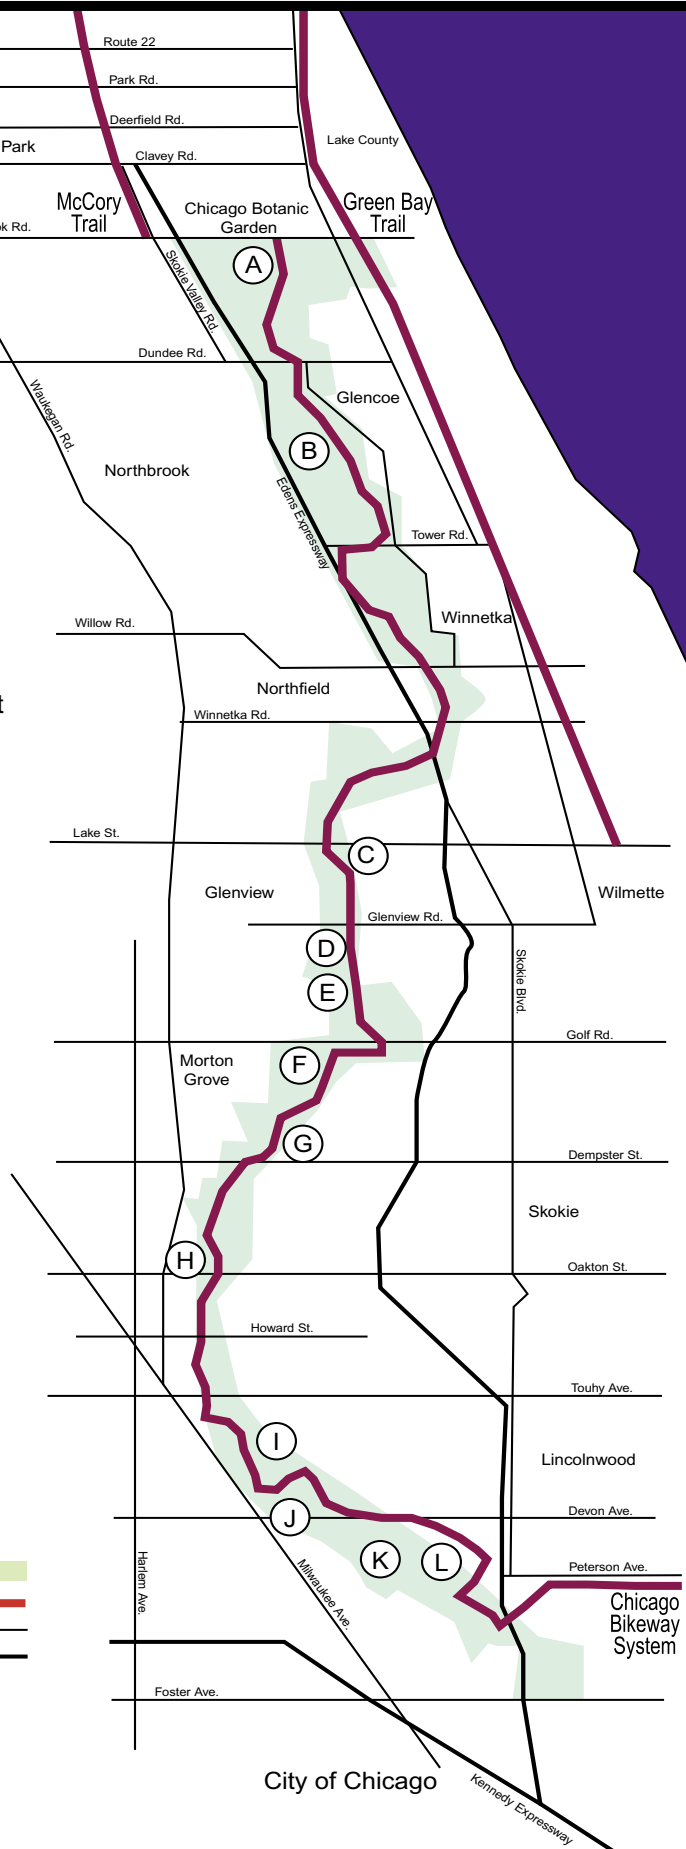 Route 22
Park Rd.
Deerfield Rd.
Lake County
Park
Clavey Rd.
McCory
Trail
Chicago Botanic
Garden
Green Bay
Trail
k Rd.
A
Skokie Valley Rd.
Dundee Rd.
Waukegan Rd.
Glencoe
B
Northbrook
Edens Expressway
Tower Rd.
Willow Rd.
Winnetka
Northfield
t
Winnetka Rd.
Lake St.
C
Glenview
Wilmette
Glenview Rd.
D
Skokie Blvd.
E
Golf Rd.
Morton
Grove
F
G
Dempster St.
Skokie
H
Oakton St.
Howard St.
Touhy Ave.
I
Lincolnwood
J
Devon Ave.
K
L
Harlem Ave.
Milwaukee Ave.
Peterson Ave.
Chicago
Bikeway
System
Foster Ave.
City of Chicago
Kennedy Expressway